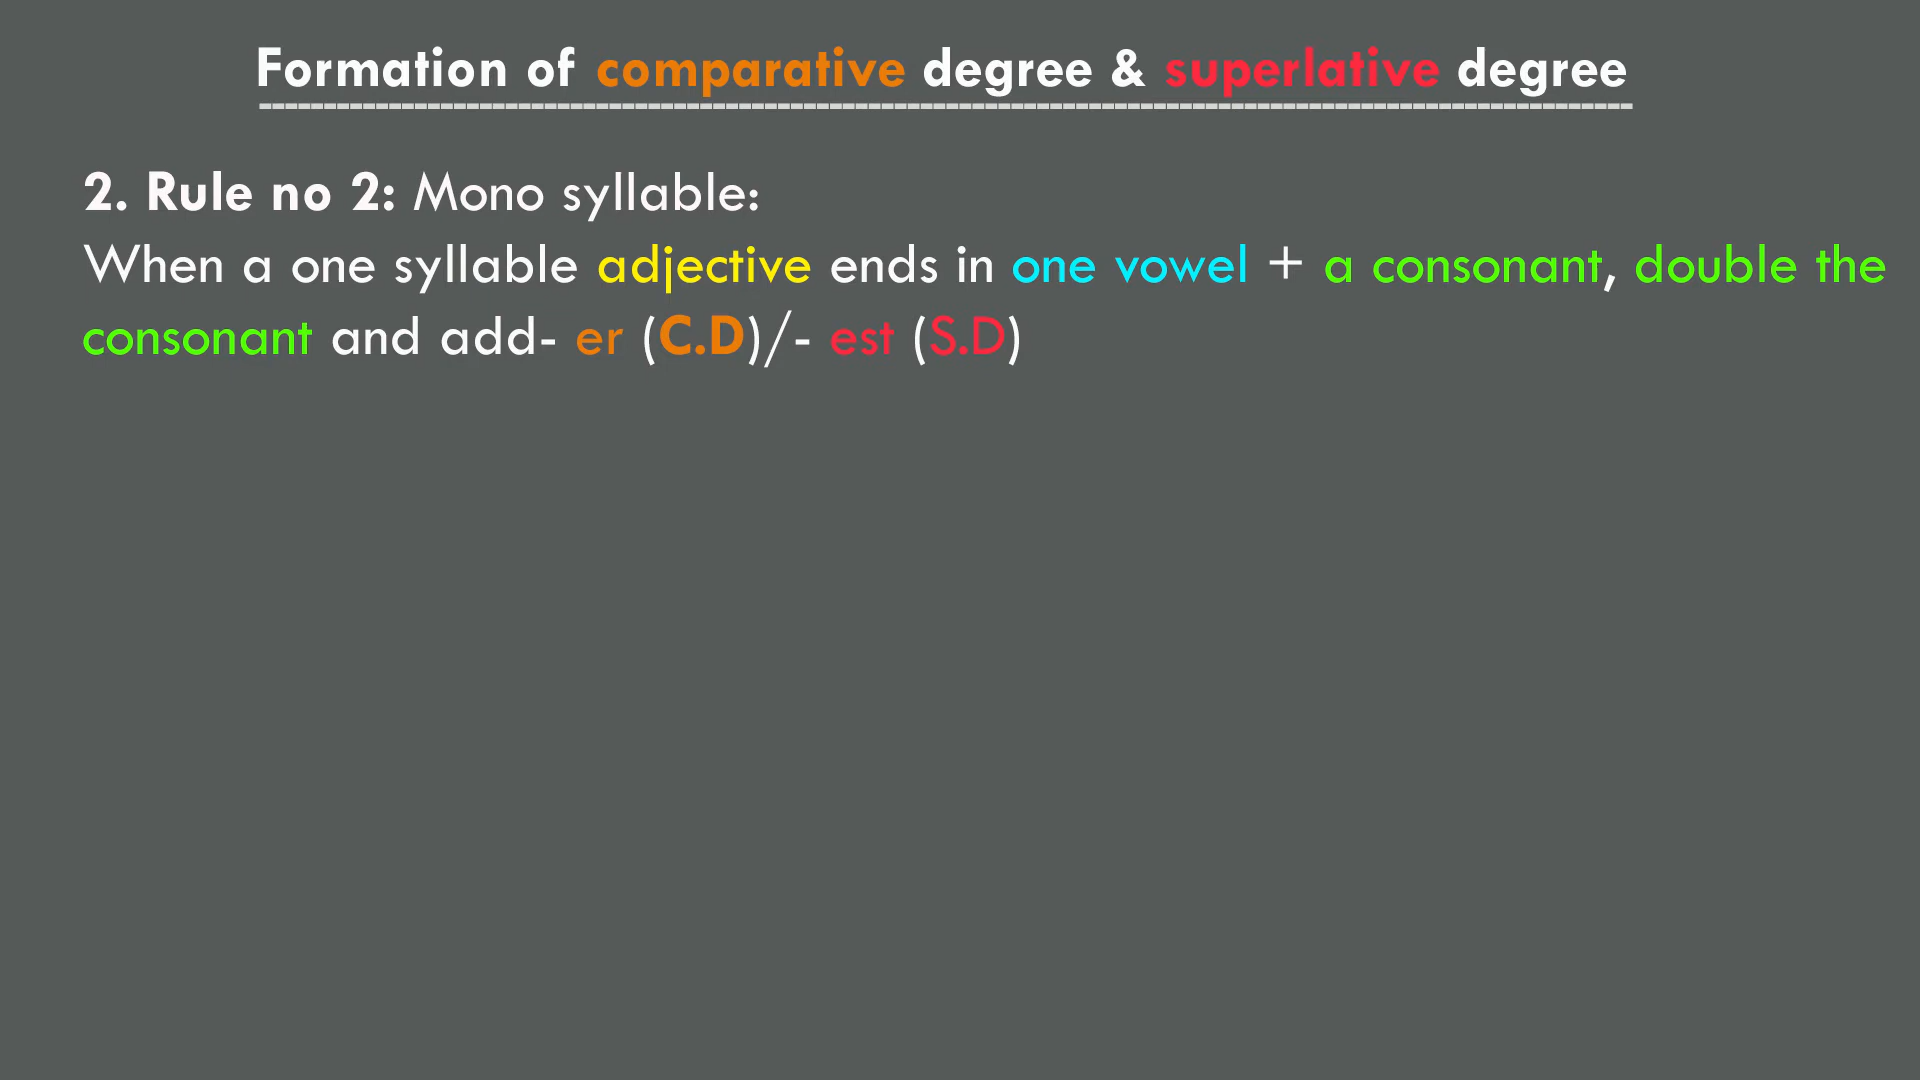 Formation of comparative degree & superlative degree
2. Rule no 2: Mono syllable:
When a one syllable adjective ends in one vowel + a consonant, double the
consonant and add- er (C.D)/- est (S.D)